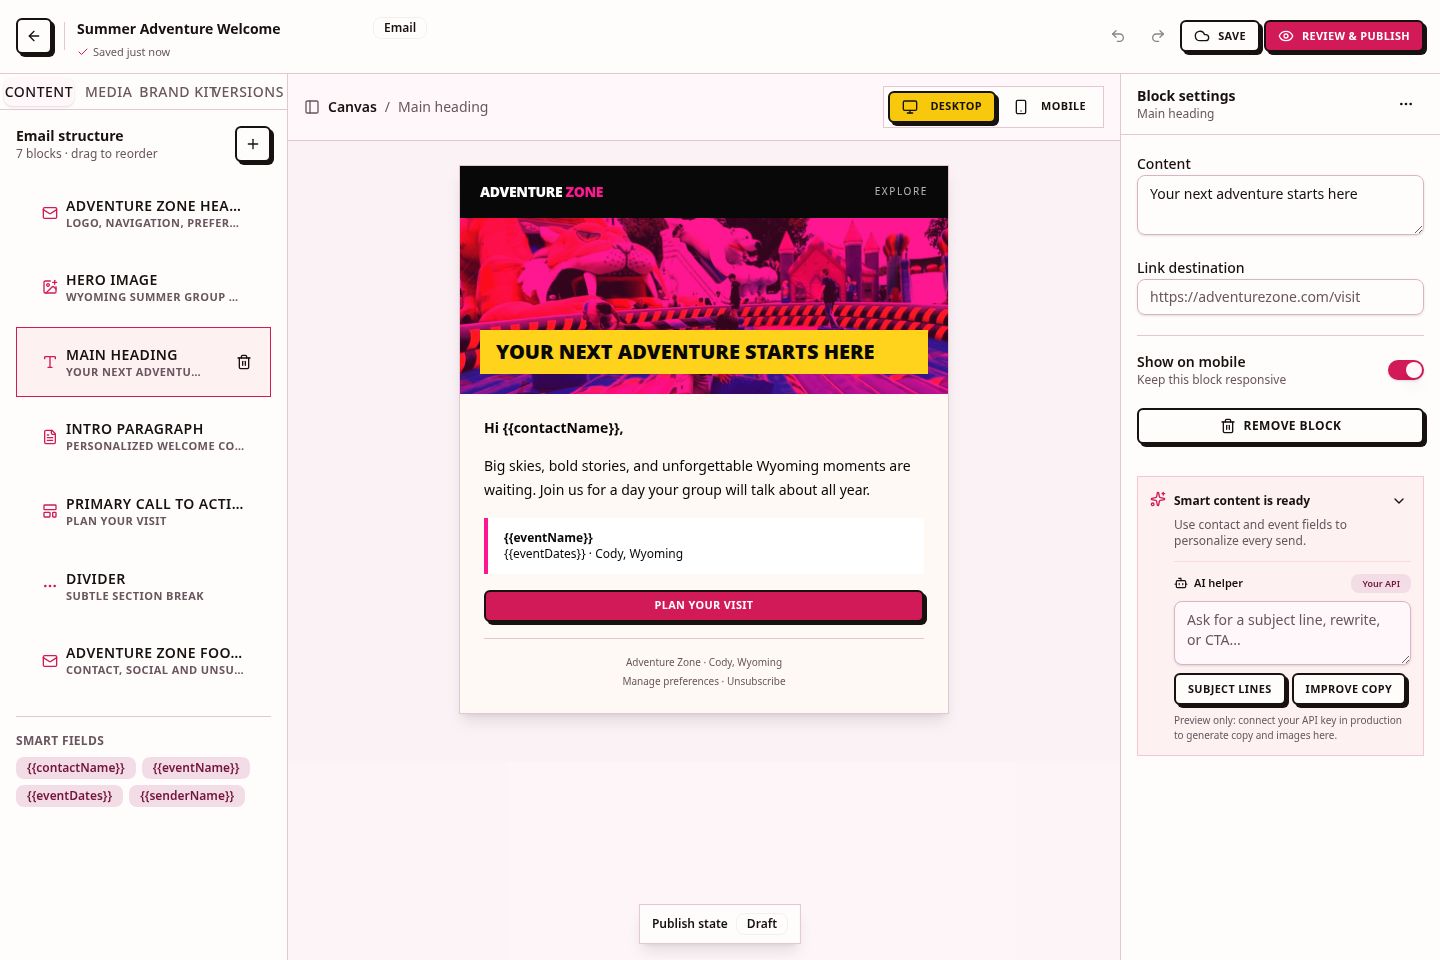 Summer Adventure Welcome
Saved just now
Email
SAVE
REVIEW & PUBLISH
CONTENT
MEDIA
BRAND KIT
VERSIONS
Email structure
7 blocks · drag to reorder
ADVENTURE ZONE HEA...
LOGO, NAVIGATION, PREFER...
HERO IMAGE
WYOMING SUMMER GROUP ...
MAIN HEADING
YOUR NEXT ADVENTU...
INTRO PARAGRAPH
PERSONALIZED WELCOME CO...
PRIMARY CALL TO ACTI...
PLAN YOUR VISIT
DIVIDER
SUBTLE SECTION BREAK
ADVENTURE ZONE FOO...
CONTACT, SOCIAL AND UNSU...
SMART FIELDS
{{contactName}}
{{eventName}}
{{eventDates}}
{{senderName}}
Canvas / Main heading
DESKTOP
MOBILE
ADVENTURE ZONE
EXPLORE
YOUR NEXT ADVENTURE STARTS HERE
Hi {{contactName}},
Big skies, bold stories, and unforgettable Wyoming moments are
waiting. Join us for a day your group will talk about all year.
{{eventName}}
{{eventDates}} · Cody, Wyoming
PLAN YOUR VISIT
Adventure Zone · Cody, Wyoming
Manage preferences · Unsubscribe
Publish state
Draft
Block settings
Main heading
Content
Your next adventure starts here
Link destination
https://adventurezone.com/visit
Show on mobile
Keep this block responsive
REMOVE BLOCK
Smart content is ready
Use contact and event fields to
personalize every send.
AI helper
Your API
Ask for a subject line, rewrite,
or CTA...
SUBJECT LINES
IMPROVE COPY
Preview only: connect your API key in production
to generate copy and images here.